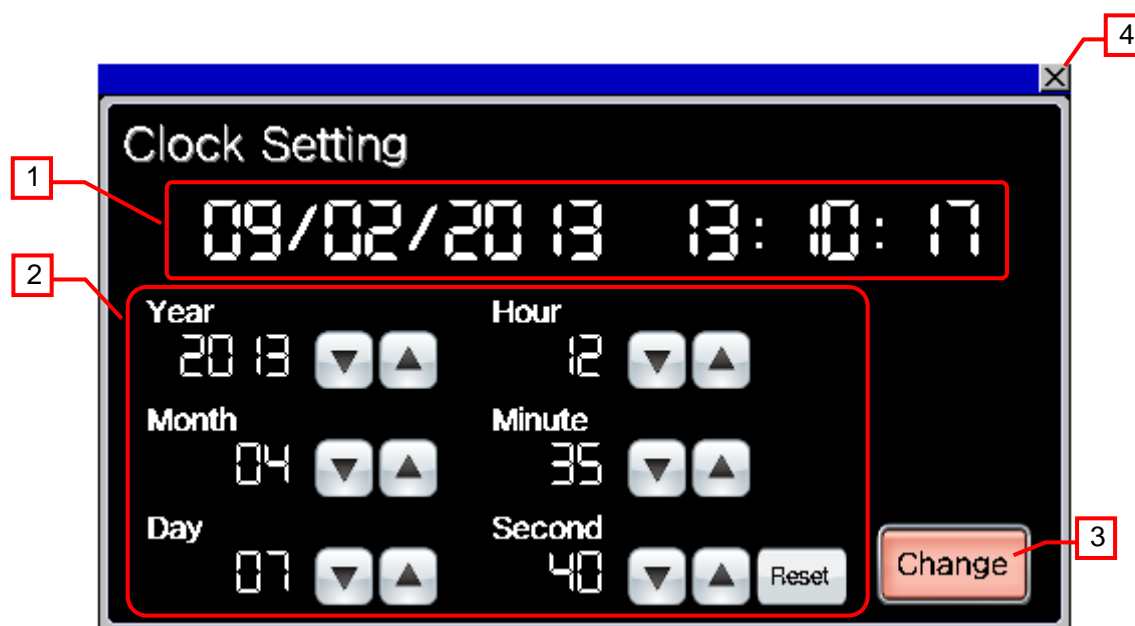 4
Clock Setting
1
09/02/2013 13: 10: 17
2
Year Hour
2013 ▼ ▲ 12 ▼ ▲
Month Minute
04 ▼ ▲ 35 ▼ ▲
Day Second
07 ▼ ▲ 40 ▼ ▲ Reset
Change 3